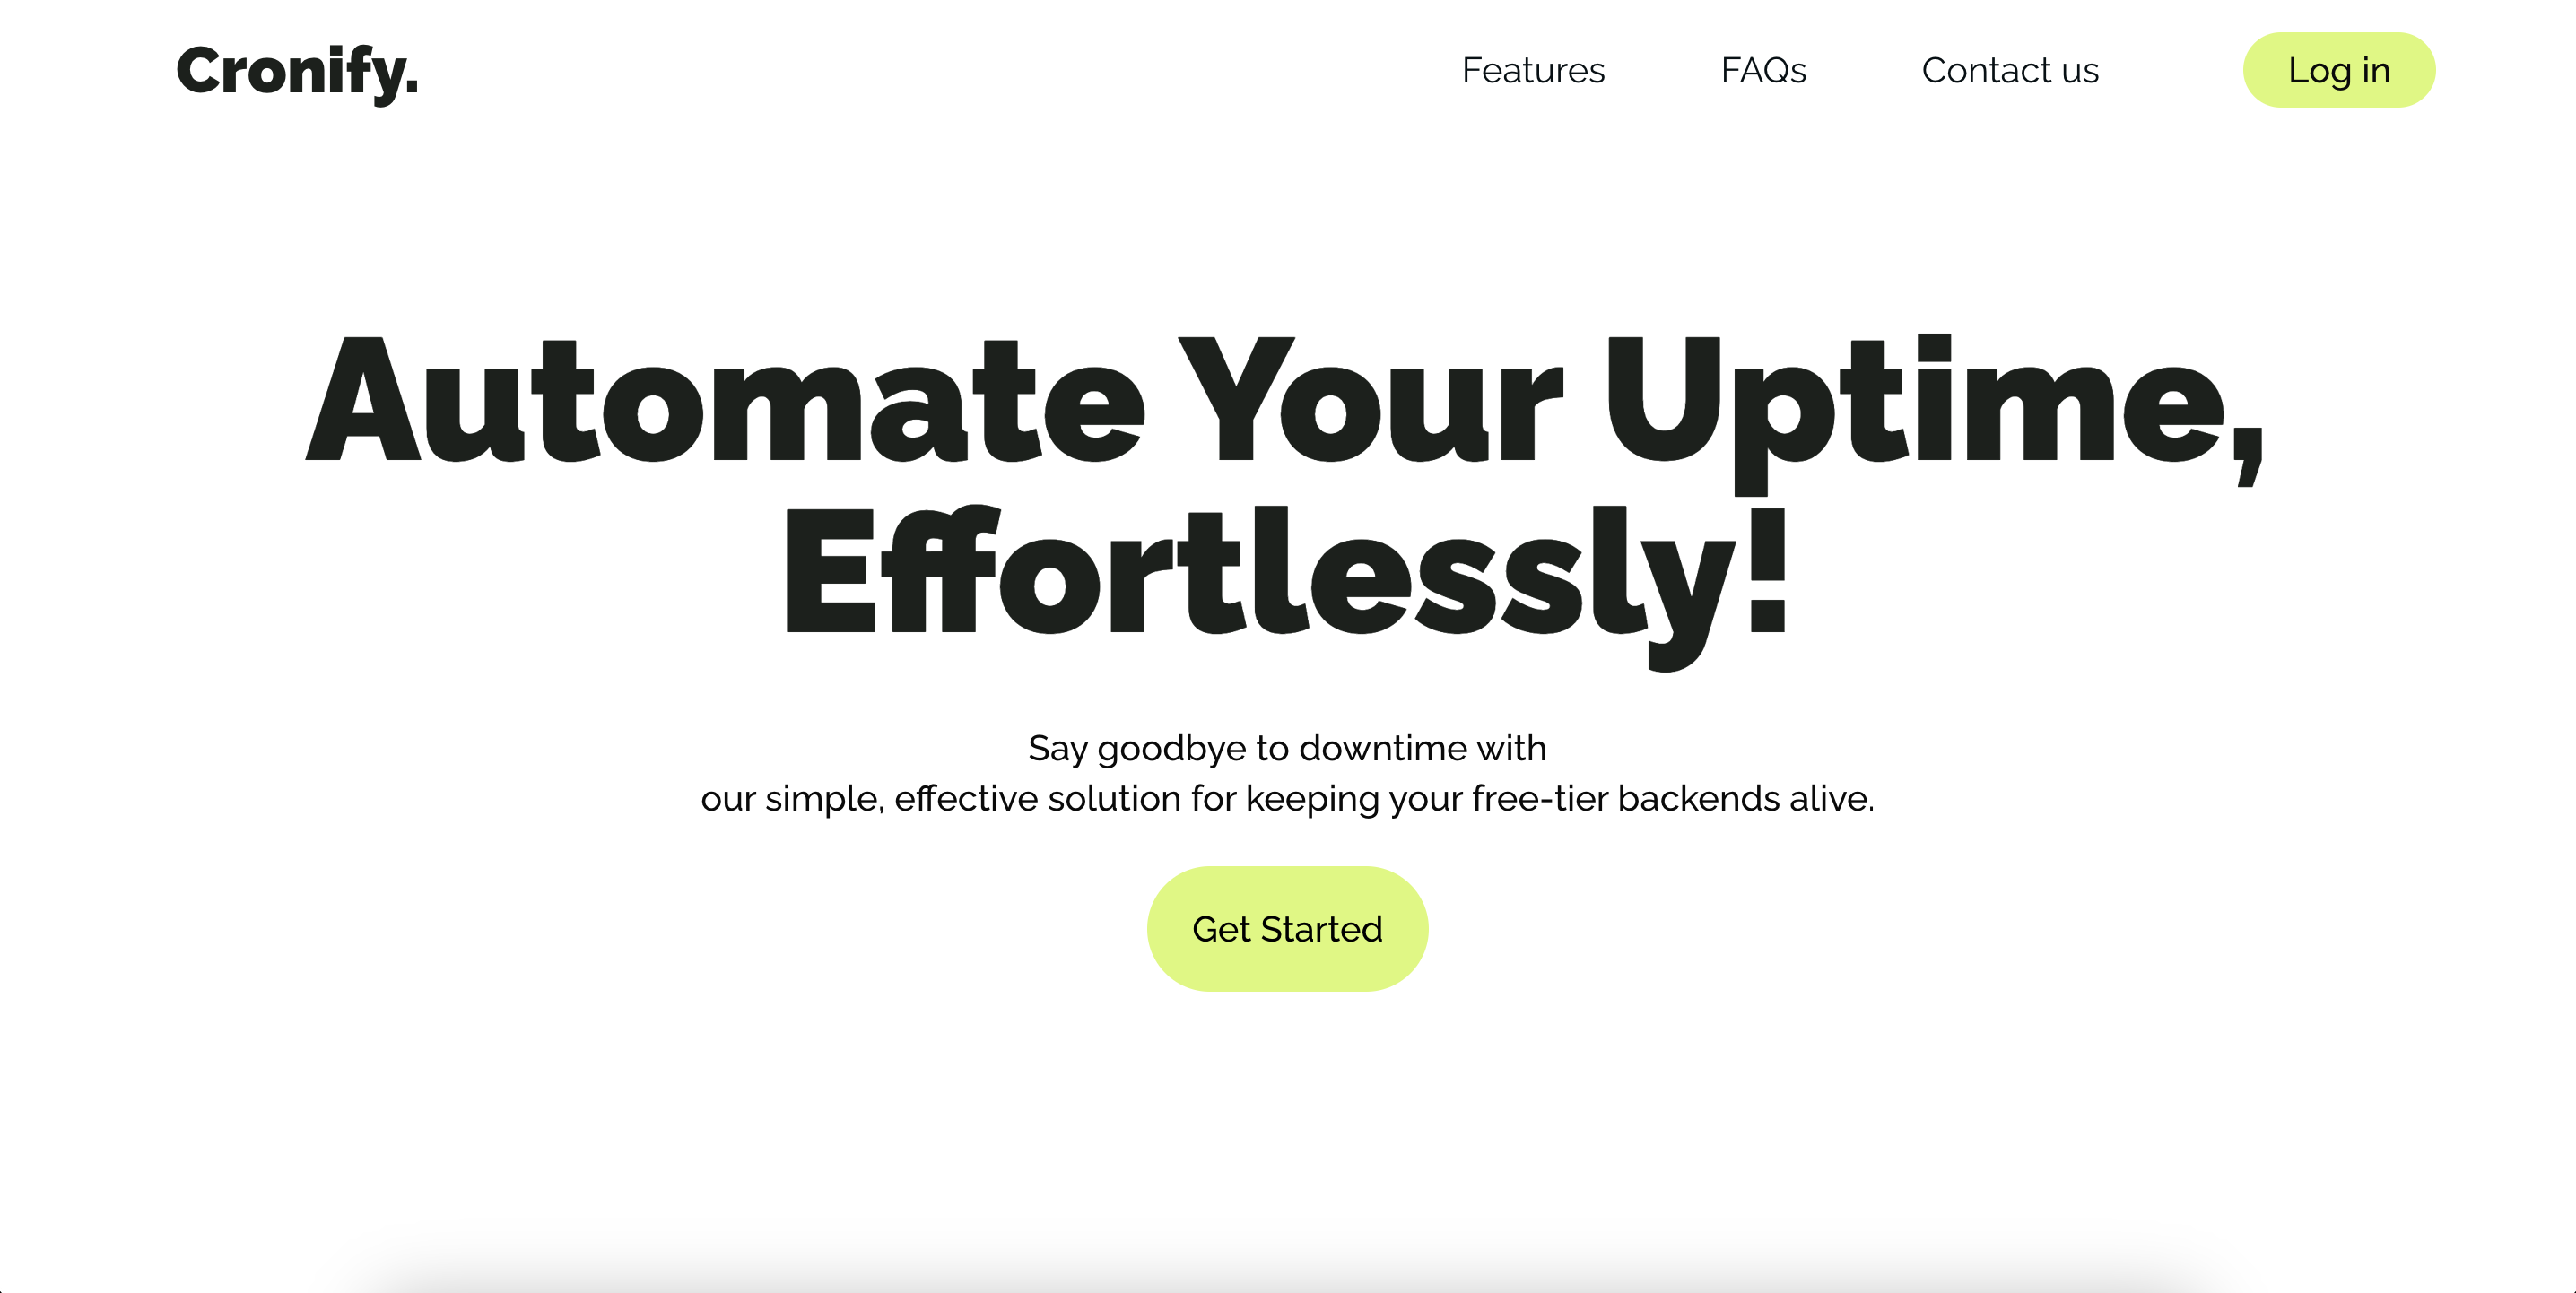 Cronify.
Features
FAQs
Contact us
Log in
Automate Your Uptime,
Effortlessly!
Say goodbye to downtime with
our simple, effective solution for keeping your free-tier backends alive.
Get Started